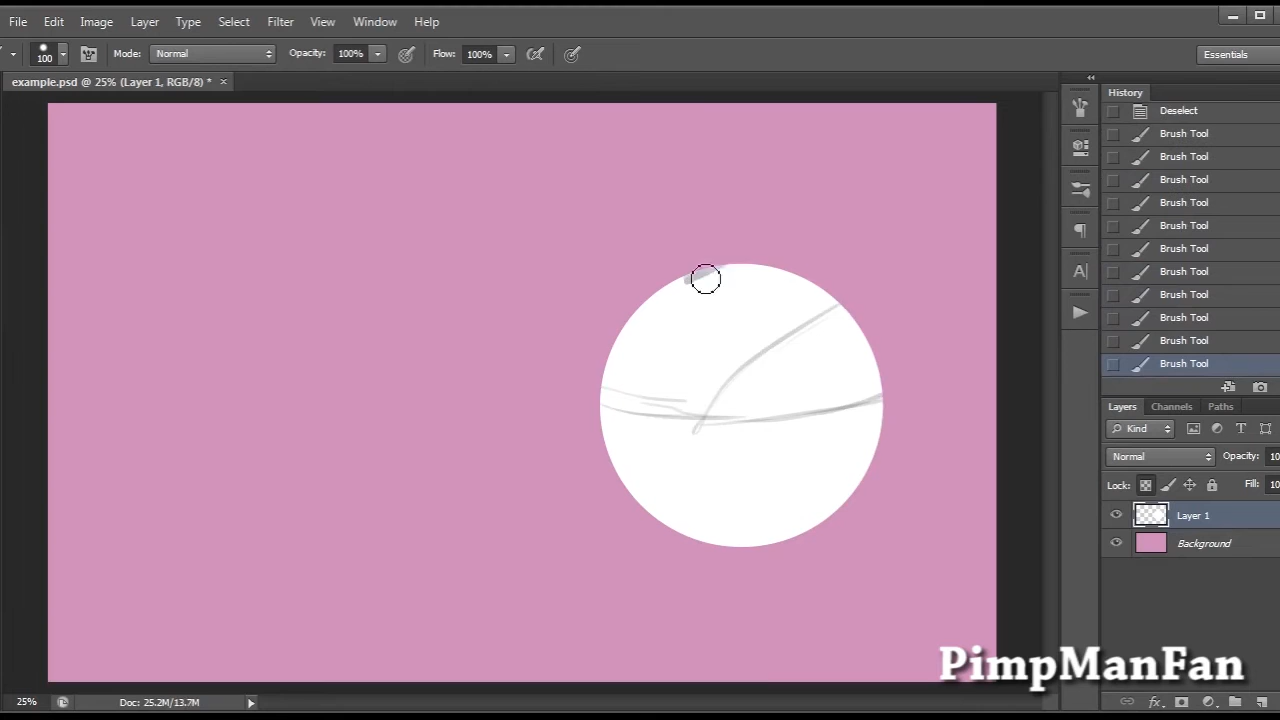 File Edit Image Layer Type Select Filter View Window Help
100 Mode: Normal Opacity: 100% Flow: 100% Essentials
example.psd @ 25% (Layer 1, RGB/8) * ×
History
Deselect
Brush Tool
Brush Tool
Brush Tool
Brush Tool
Brush Tool
Brush Tool
Brush Tool
Brush Tool
Brush Tool
Brush Tool
Brush Tool
Layers Channels Paths
Kind
Normal Opacity: 10
Lock: Fill: 10
Layer 1
Background
PimpManFan
25% Doc: 25.2M/13.7M